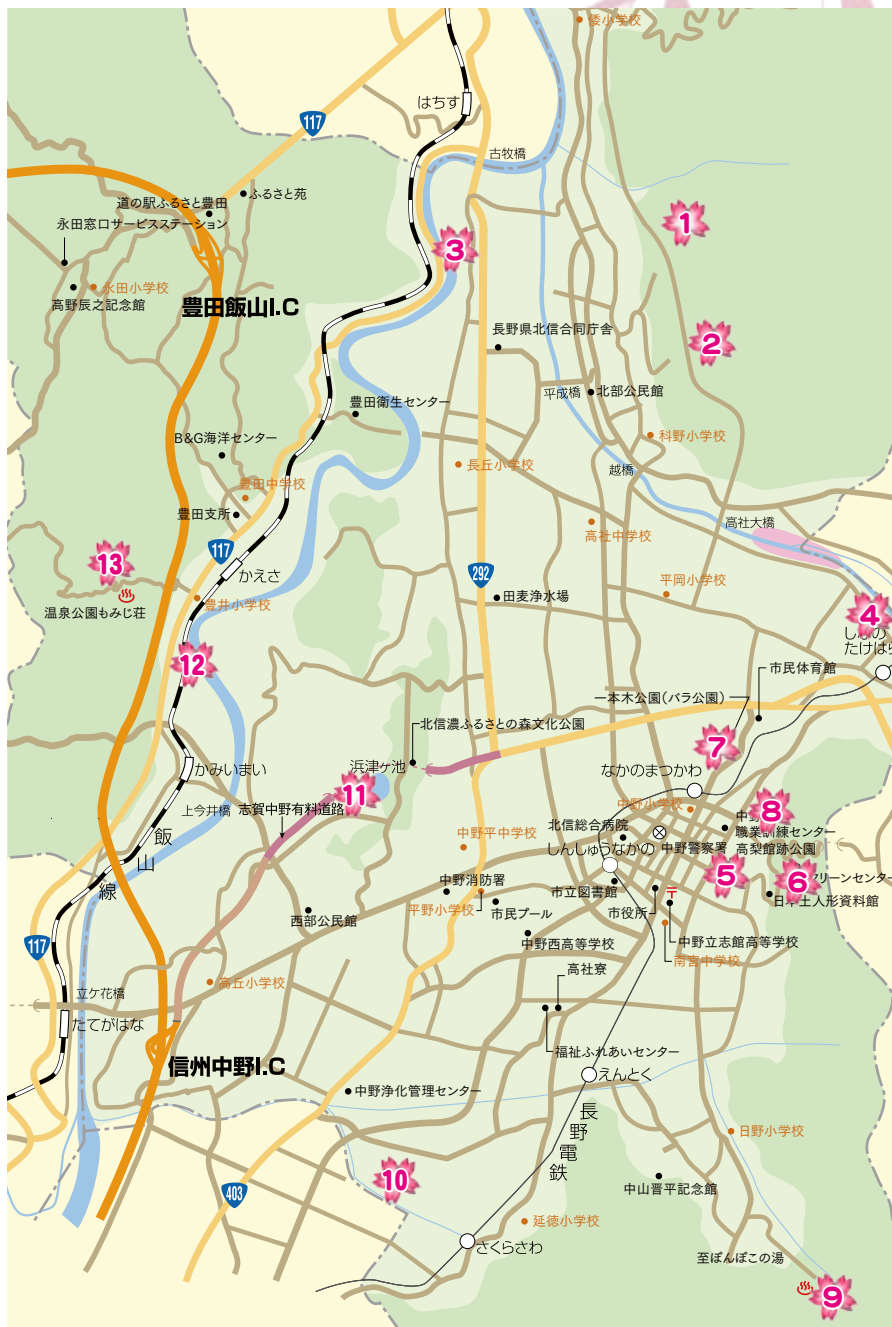 倭小学校
はちす
117
古牧橋
道の駅ふるさと豊田
ふるさと苑
永田窓口サービスステーション
1
3
永田小学校
高野辰之記念館
豊田飯山I.C
2
長野県北信合同庁舎
平成橋
北部公民館
豊田衛生センター
科野小学校
B&G海洋センター
長丘小学校
越橋
豊田中学校
豊田支所
高社中学校
高社大橋
117
13
かえさ
292
平岡小学校
温泉公園もみじ荘
豊井小学校
田麦浄水場
4
しなの
たけはら
12
市民体育館
一本木公園(バラ公園)
北信濃ふるさとの森文化公園
7
かみいまい
浜津ヶ池
なかのまつかわ
11
上今井橋
志賀中野有料道路
中野小学校
8
北信総合病院
中野
職業訓練センター
飯山線
中野平中学校
しんしゅうなかの
中野警察署
高梨館跡公園
5
6
クリーンセンター
中野消防署
市立図書館
日本土人形資料館
平野小学校
市民プール
市役所
〒
西部公民館
中野西高等学校
中野立志館高等学校
117
南宮中学校
高丘小学校
高社寮
立ケ花橋
たてがはな
信州中野I.C
福祉ふれあいセンター
えんとく
中野浄化管理センター
長野電鉄
日野小学校
10
403
中山晋平記念館
延徳小学校
さくらさわ
至ぽんぽこの湯
9